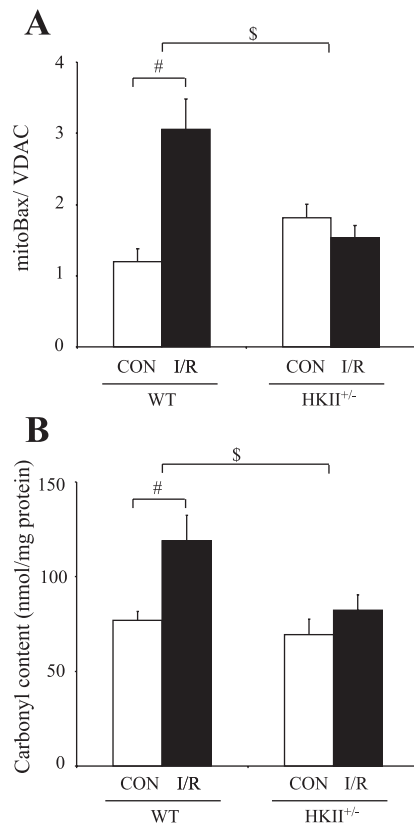 A
$
#
4
3
2
1
0
mitoBax/ VDAC
CON I/R CON I/R
WT HKII+/-
B
$
#
150
100
50
0
Carbonyl content (nmol/mg protein)
CON I/R CON I/R
WT HKII+/-